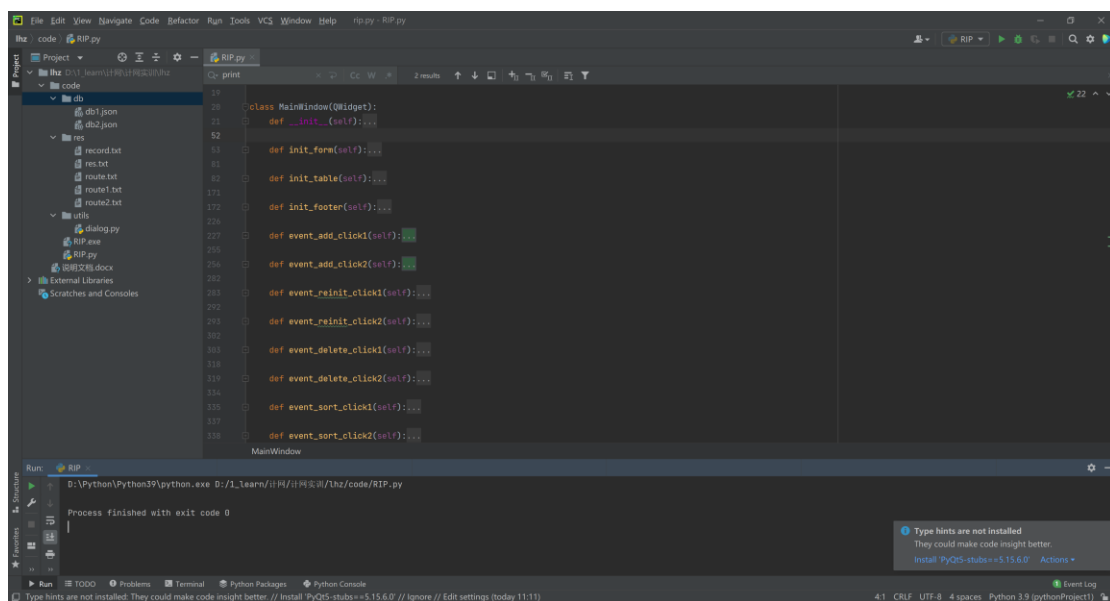 File Edit View Navigate Code Refactor Run Tools VCS Window Help rip.py - RIP.py
lhz code RIP.py RIP
Project RIP.py
lhz D:\1_learn\计网\计网实训\lhz
print Cc W .* 2 results
code
db
db1.json
db2.json
res
record.txt
res.txt
route.txt
route1.txt
route2.txt
utils
dialog.py
RIP.exe
RIP.py
说明文档.docx
External Libraries
Scratches and Consoles
22
19
20 class MainWindow(QWidget):
21 def __init__(self):...
52
53 def init_form(self):...
81
82 def init_table(self):...
171
172 def init_footer(self):...
226
227 def event_add_click1(self):...
255
256 def event_add_click2(self):...
282
283 def event_reinit_click1(self):...
292
293 def event_reinit_click2(self):...
302
303 def event_delete_click1(self):...
318
319 def event_delete_click2(self):...
334
335 def event_sort_click1(self):...
337
338 def event_sort_click2(self):...
MainWindow
Run: RIP
D:\Python\Python39\python.exe D:/1_learn/计网/计网实训/lhz/code/RIP.py
Process finished with exit code 0
Type hints are not installed
They could make code insight better.
Install 'PyQt5-stubs==5.15.6.0' Actions
Project
Structure
Favorites
Run TODO Problems Terminal Python Packages Python Console 1 Event Log
Type hints are not installed: They could make code insight better. // Install 'PyQt5-stubs==5.15.6.0' // Ignore // Edit settings (today 11:11) 4:1 CRLF UTF-8 4 spaces Python 3.9 (pythonProject1)